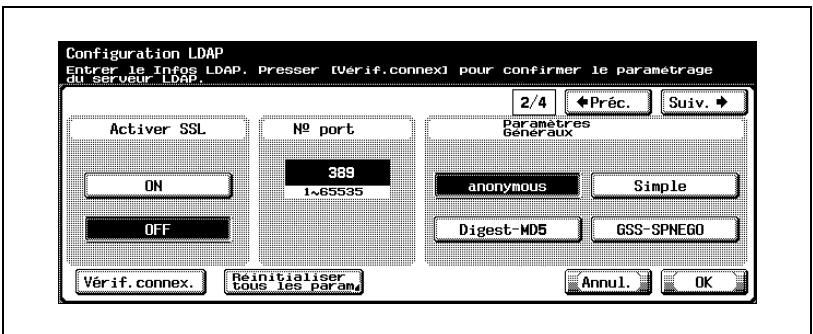 Configuration LDAP
Entrer le Infos LDAP. Presser [Vérif.connex] pour confirmer le paramétrage
du serveur LDAP.
2/4 ←Préc. Suiv.→
Activer SSL Nº port Paramètres
Généraux
389
ON 1~65535 anonymous Simple
OFF Digest-MD5 GSS-SPNEGO
Vérif.connex. Réinitialiser
tous les param. Annul. OK